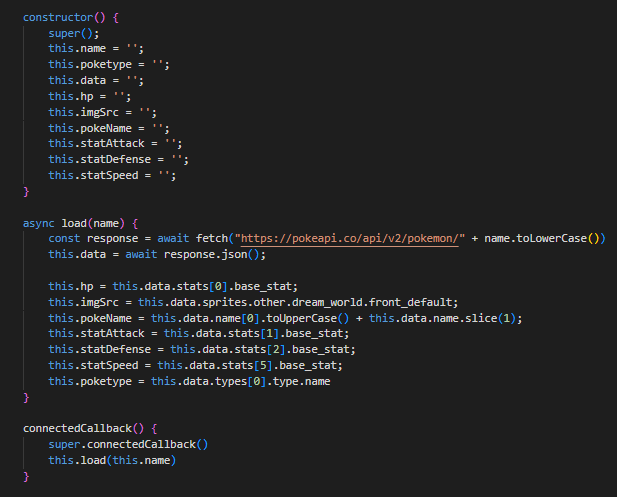 constructor() {
super();
this.name = '';
this.poketype = '';
this.data = '';
this.hp = '';
this.imgSrc = '';
this.pokeName = '';
this.statAttack = '';
this.statDefense = '';
this.statSpeed = '';
}
async load(name) {
const response = await fetch("https://pokeapi.co/api/v2/pokemon/" + name.toLowerCase())
this.data = await response.json();
this.hp = this.data.stats[0].base_stat;
this.imgSrc = this.data.sprites.other.dream_world.front_default;
this.pokeName = this.data.name[0].toUpperCase() + this.data.name.slice(1);
this.statAttack = this.data.stats[1].base_stat;
this.statDefense = this.data.stats[2].base_stat;
this.statSpeed = this.data.stats[5].base_stat;
this.poketype = this.data.types[0].type.name
}
connectedCallback() {
super.connectedCallback()
this.load(this.name)
}